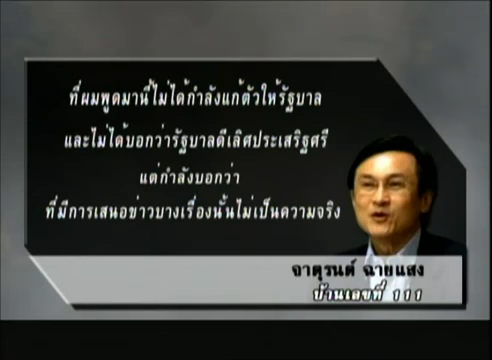 ที่ผมพูดมานี้ไม่ได้กำลังแก้ตัวให้รัฐบาล
และไม่ได้บอกว่ารัฐบาลดีเลิศประเสริฐศรี
แต่กำลังบอกว่า
ที่มีการเสนอข่าวบางเรื่องนั้นไม่เป็นความจริง
จาตุรนต์ ฉายแสง
บ้านเลขที่ 111